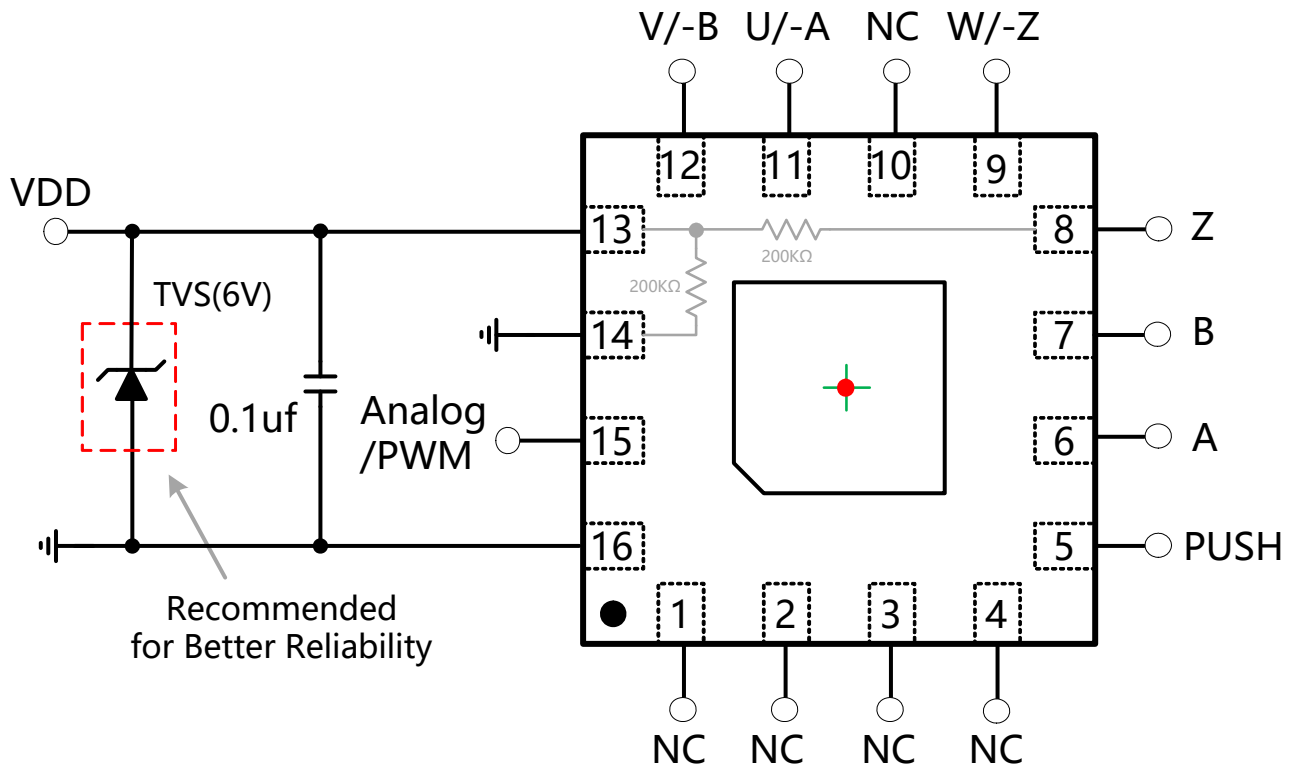 V/-B U/-A NC W/-Z
12 11 10 9
VDD
13 8 Z
200KΩ
200KΩ
TVS(6V)
14 7 B
0.1uf
Analog
/PWM
15 6 A
16 5 PUSH
Recommended
for Better Reliability
1 2 3 4
NC NC NC NC